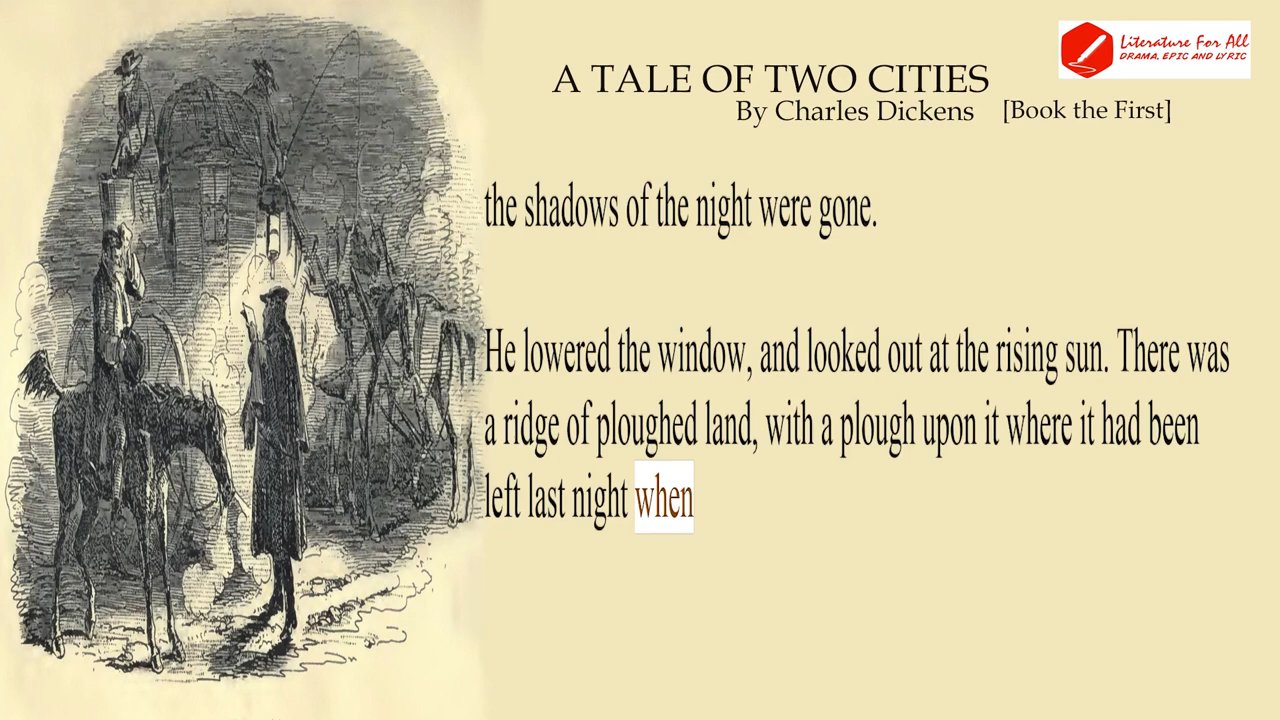 Literature For All
DRAMA, EPIC AND LYRIC
A TALE OF TWO CITIES
By Charles Dickens [Book the First]
the shadows of the night were gone.
He lowered the window, and looked out at the rising sun. There was
a ridge of ploughed land, with a plough upon it where it had been
left last night when